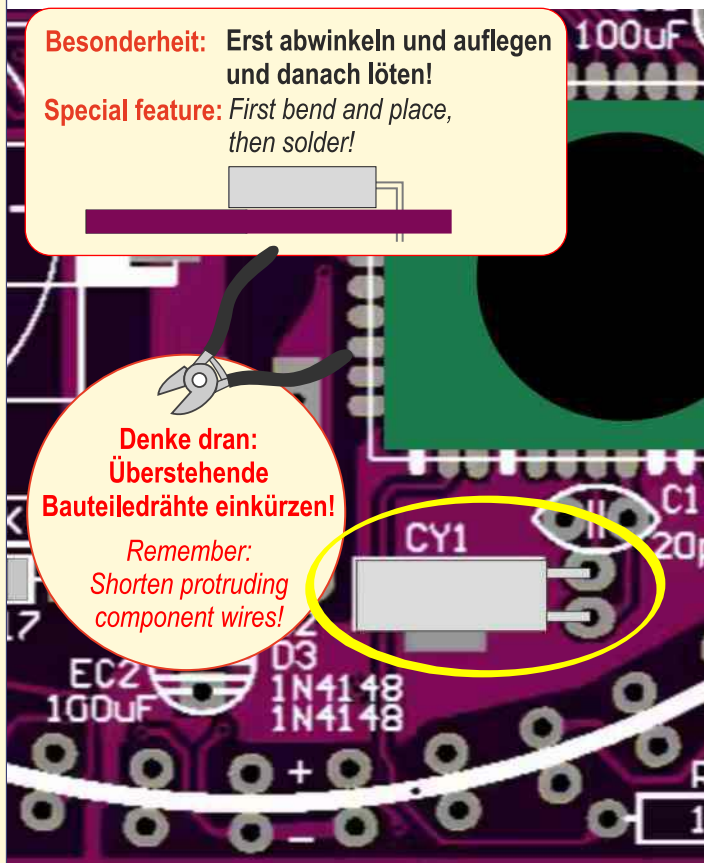 Besonderheit: Erst abwinkeln und auflegen
und danach löten!
Special feature: First bend and place,
then solder!
100uF
Denke dran:
Überstehende
Bauteiledrähte einkürzen!
Remember:
Shorten protruding
component wires!
C1
CY1
EC2
100uF
D3
1N4148
1N4148
+
-